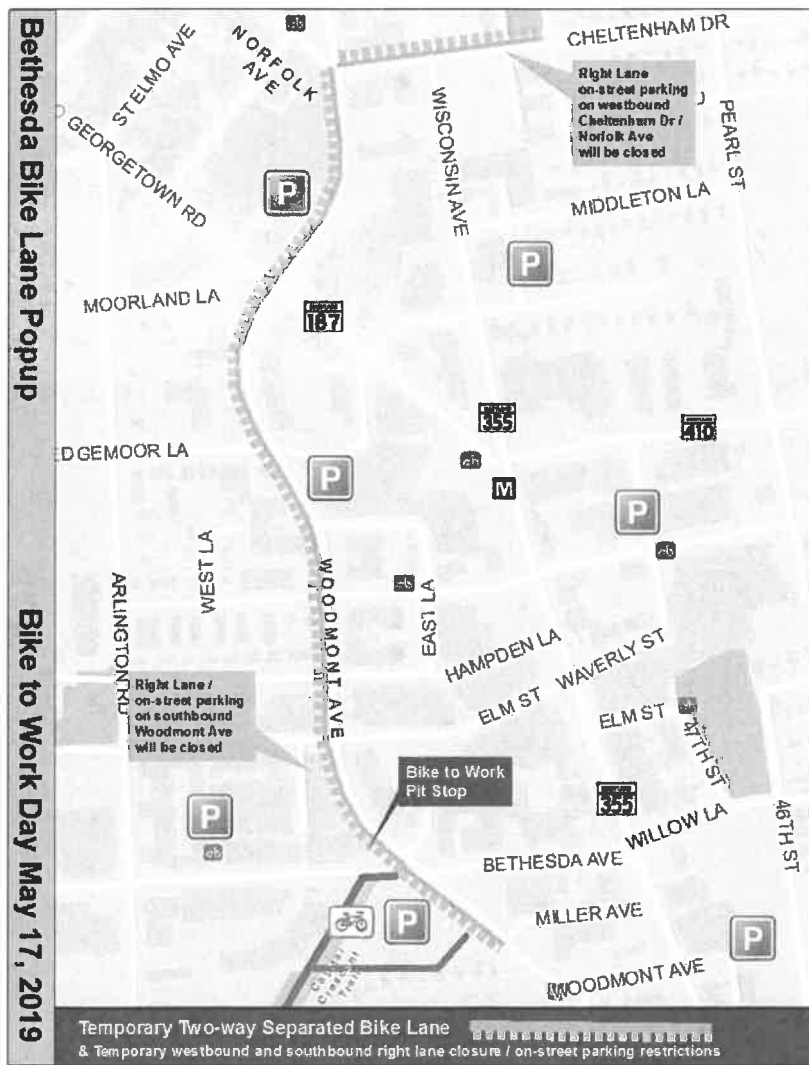 Bethesda Bike Lane Popup
Bike to Work Day May 17, 2019
NORFOLK
AVE
ST ELMO AVE
CHELTENHAM DR
Right Lane
on-street parking
on westbound
Cheltenham Dr /
Norfolk Ave
will be closed
GEORGETOWN RD
WISCONSIN AVE
PEARL ST
P
MIDDLETON LA
P
MOORLAND LA
187
355
410
EDGEMOOR LA
P
M
P
WEST LA
ARLINGTON RD
WOODMONT AVE
EAST LA
HAMPDEN LA
WAVERLY ST
ELM ST
ELM ST
47TH ST
Right Lane /
on-street parking
on southbound
Woodmont Ave
will be closed
Bike to Work
Pit Stop
P
355
WILLOW LA
46TH ST
BETHESDA AVE
P
MILLER AVE
P
Capital
Crescent
Trail
WOODMONT AVE
Temporary Two-way Separated Bike Lane
& Temporary westbound and southbound right lane closure / on-street parking restrictions